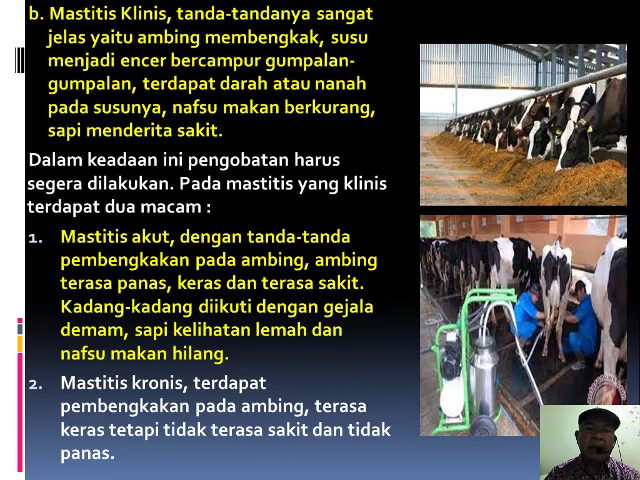 b. Mastitis Klinis, tanda-tandanya sangat
jelas yaitu ambing membengkak, susu
menjadi encer bercampur gumpalan-
gumpalan, terdapat darah atau nanah
pada susunya, nafsu makan berkurang,
sapi menderita sakit.
Dalam keadaan ini pengobatan harus
segera dilakukan. Pada mastitis yang klinis
terdapat dua macam :
1. Mastitis akut, dengan tanda-tanda
pembengkakan pada ambing, ambing
terasa panas, keras dan terasa sakit.
Kadang-kadang diikuti dengan gejala
demam, sapi kelihatan lemah dan
nafsu makan hilang.
2. Mastitis kronis, terdapat
pembengkakan pada ambing, terasa
keras tetapi tidak terasa sakit dan tidak
panas.